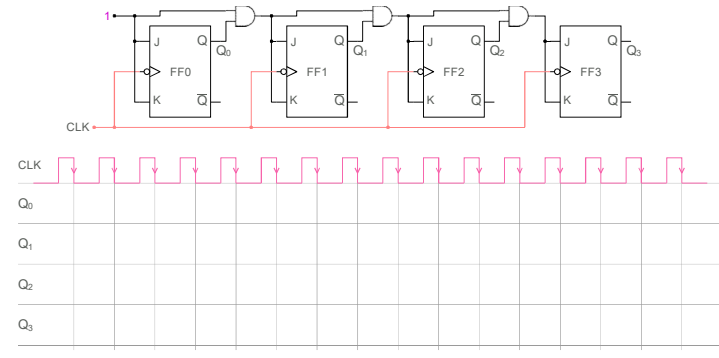 1
J Q J Q J Q J Q
Q0 Q1 Q2 Q3
FF0 FF1 FF2 FF3
K Q̅ K Q̅ K Q̅ K Q̅
CLK
CLK
Q0
Q1
Q2
Q3